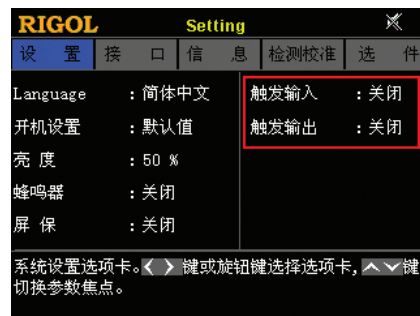 RIGOL Setting
设 置 接 口 信 息 检测校准 选 件
Language :简体中文 触发输入 :关闭
开机设置 :默认值 触发输出 :关闭
亮 度 :50 %
蜂鸣器 :关闭
屏 保 :关闭
系统设置选项卡。< > 键或旋钮键选择选项卡,∧∨键
切换参数焦点。